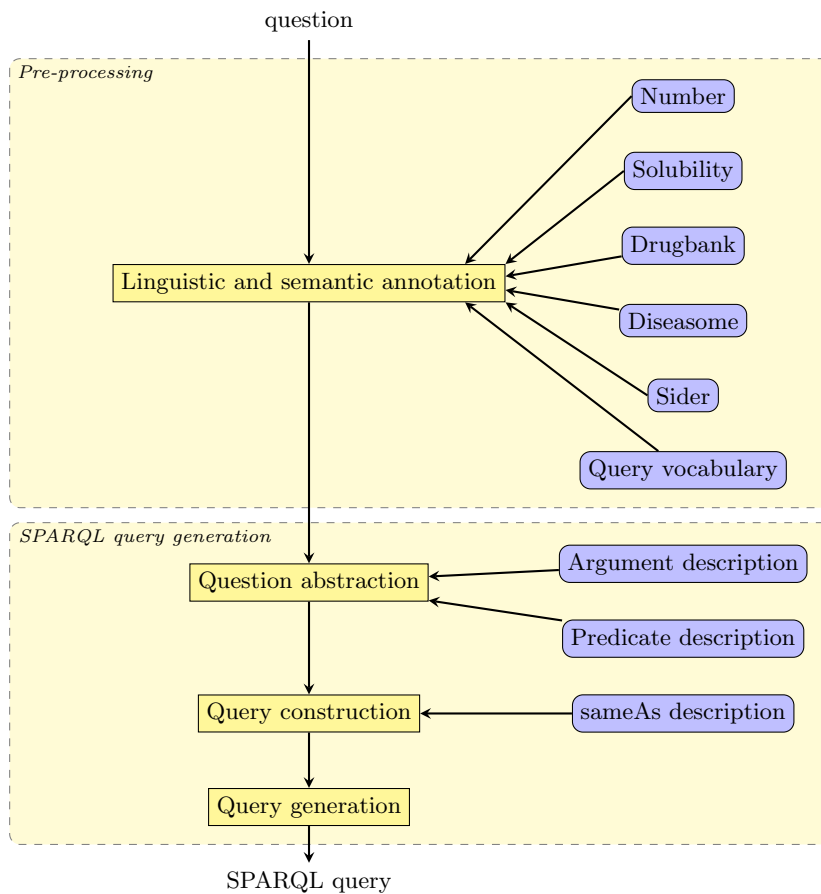 question
Pre-processing
Number
Solubility
Drugbank
Linguistic and semantic annotation
Diseasome
Sider
Query vocabulary
SPARQL query generation
Argument description
Question abstraction
Predicate description
Query construction
sameAs description
Query generation
SPARQL query